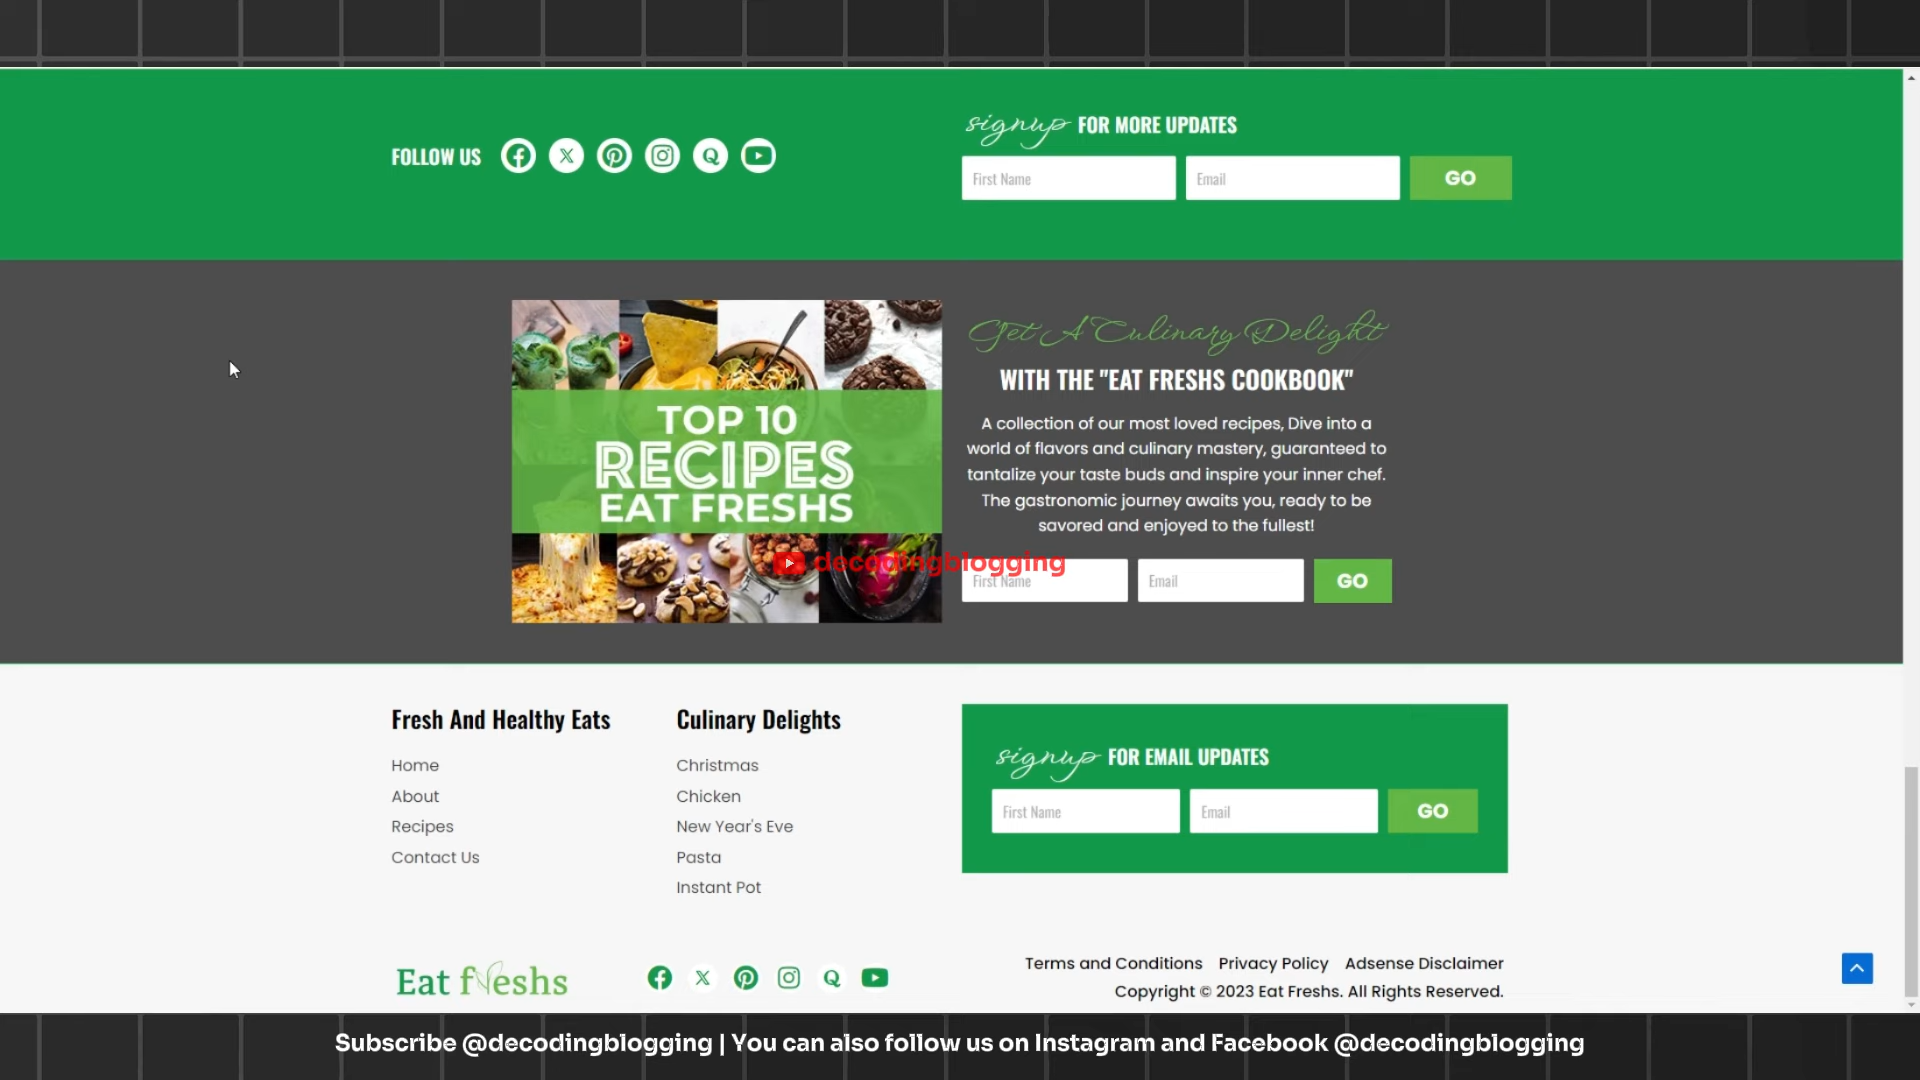 FOLLOW US
signup FOR MORE UPDATES
First Name
Email
GO
TOP 10
RECIPES
EAT FRESHS
Get A Culinary Delight
WITH THE "EAT FRESHS COOKBOOK"
A collection of our most loved recipes, Dive into a
world of flavors and culinary mastery, guaranteed to
tantalize your taste buds and inspire your inner chef.
The gastronomic journey awaits you, ready to be
savored and enjoyed to the fullest!
decodingblogging
First Name
Email
GO
Fresh And Healthy Eats
Home
About
Recipes
Contact Us
Culinary Delights
Christmas
Chicken
New Year's Eve
Pasta
Instant Pot
signup FOR EMAIL UPDATES
First Name
Email
GO
Eat freshs
Terms and Conditions Privacy Policy Adsense Disclaimer
Copyright © 2023 Eat Freshs. All Rights Reserved.
Subscribe @decodingblogging | You can also follow us on Instagram and Facebook @decodingblogging